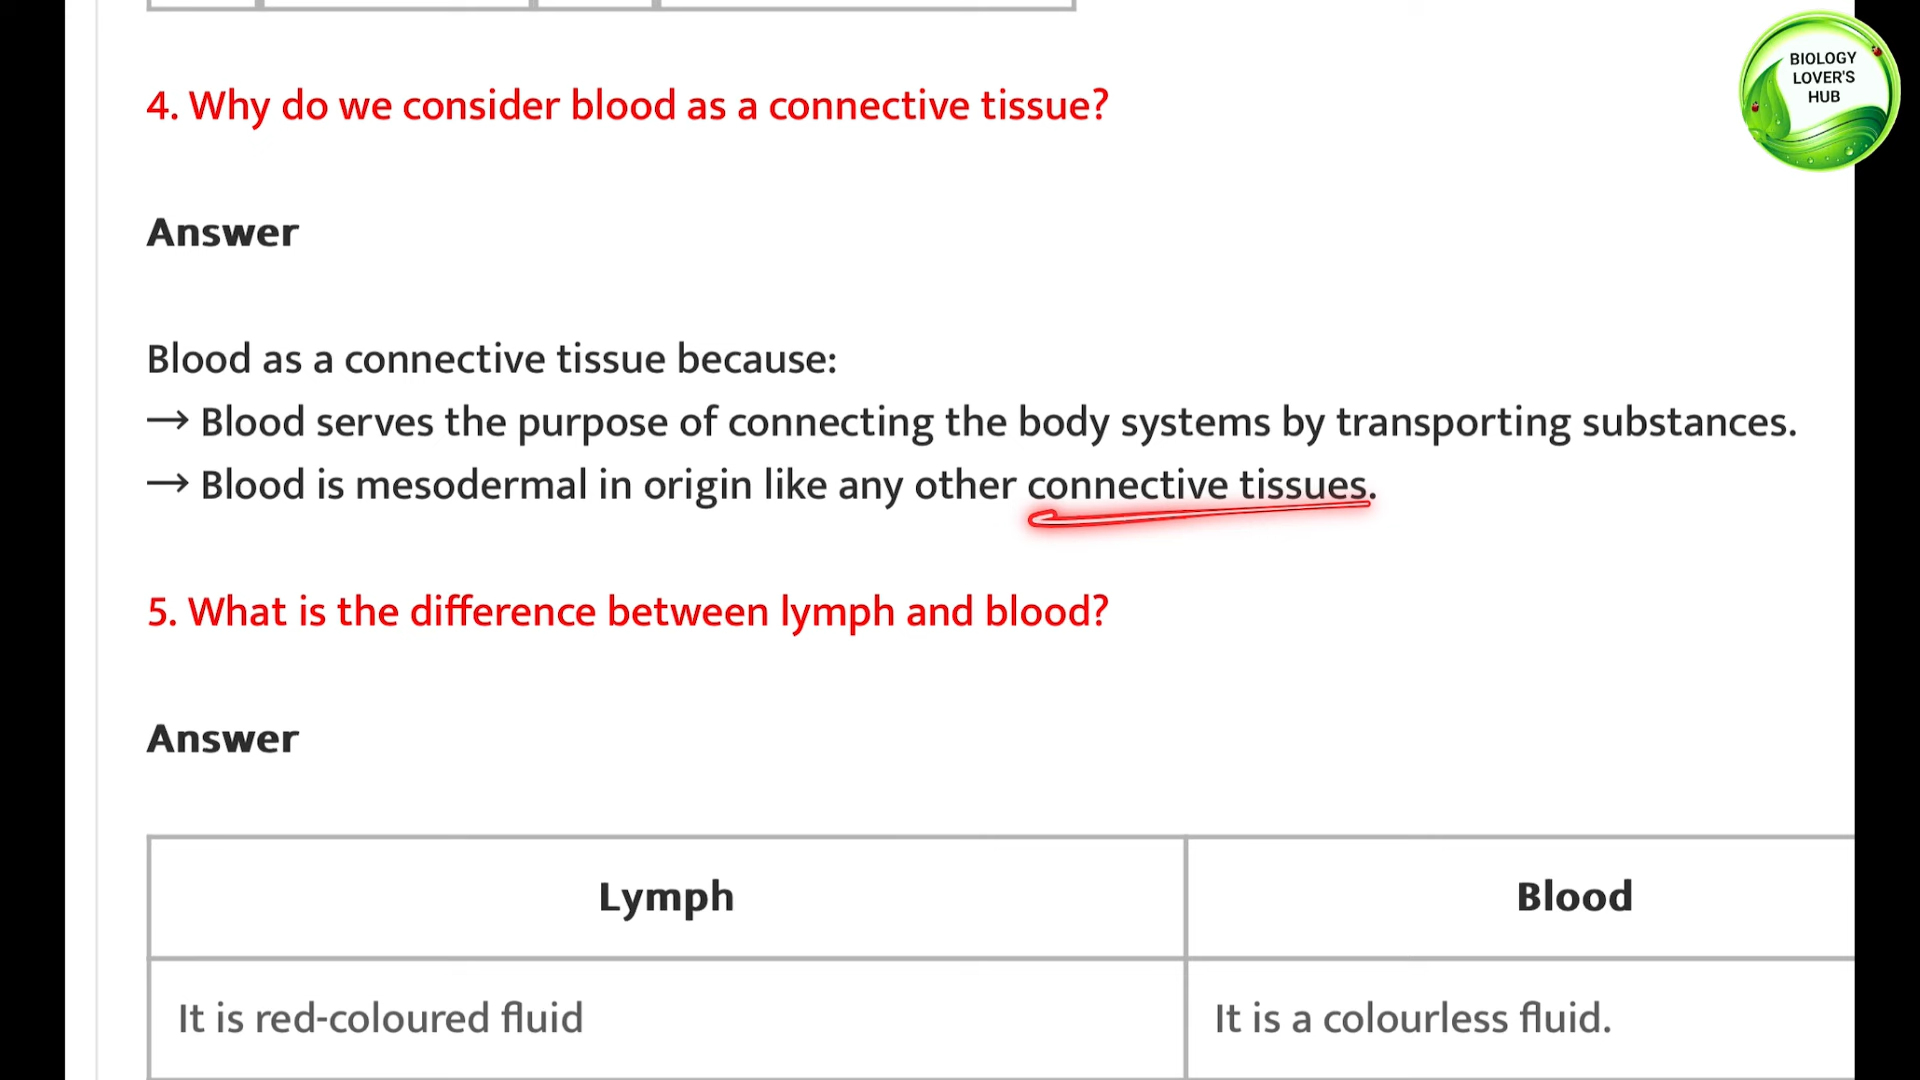 BIOLOGY
LOVER'S
HUB
4. Why do we consider blood as a connective tissue?
Answer
Blood as a connective tissue because:
→ Blood serves the purpose of connecting the body systems by transporting substances.
→ Blood is mesodermal in origin like any other connective tissues.
5. What is the difference between lymph and blood?
Answer
Lymph
Blood
It is red-coloured fluid
It is a colourless fluid.